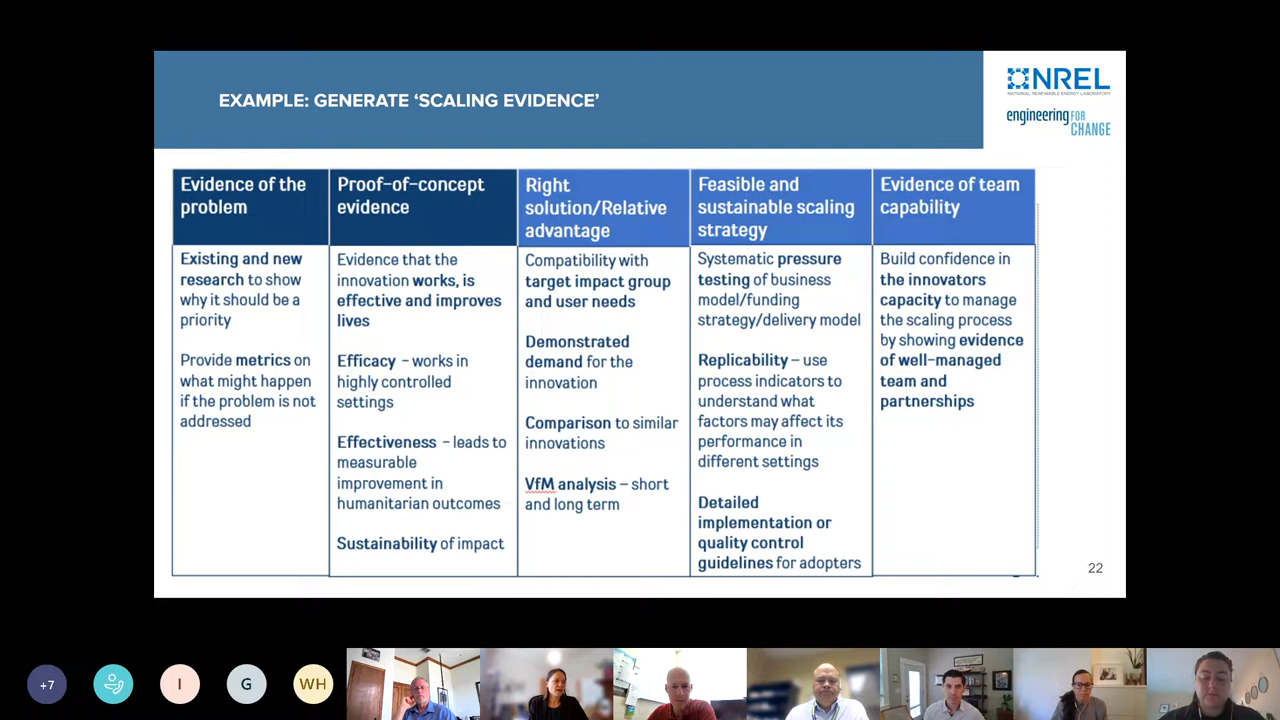 EXAMPLE: GENERATE ‘SCALING EVIDENCE’
NREL
NATIONAL RENEWABLE ENERGY LABORATORY
engineering FOR
CHANGE
Evidence of the
problem
Existing and new
research to show
why it should be a
priority
Provide metrics on
what might happen
if the problem is not
addressed
Proof-of-concept
evidence
Evidence that the
innovation works, is
effective and improves
lives
Efficacy - works in
highly controlled
settings
Effectiveness - leads to
measurable
improvement in
humanitarian outcomes
Sustainability of impact
Right
solution/Relative
advantage
Compatibility with
target impact group
and user needs
Demonstrated
demand for the
innovation
Comparison to similar
innovations
VfM analysis – short
and long term
Feasible and
sustainable scaling
strategy
Systematic pressure
testing of business
model/funding
strategy/delivery model
Replicability – use
process indicators to
understand what
factors may affect its
performance in
different settings
Detailed
implementation or
quality control
guidelines for adopters
Evidence of team
capability
Build confidence in
the innovators
capacity to manage
the scaling process
by showing evidence
of well-managed
team and
partnerships
22
+7
I
G
WH